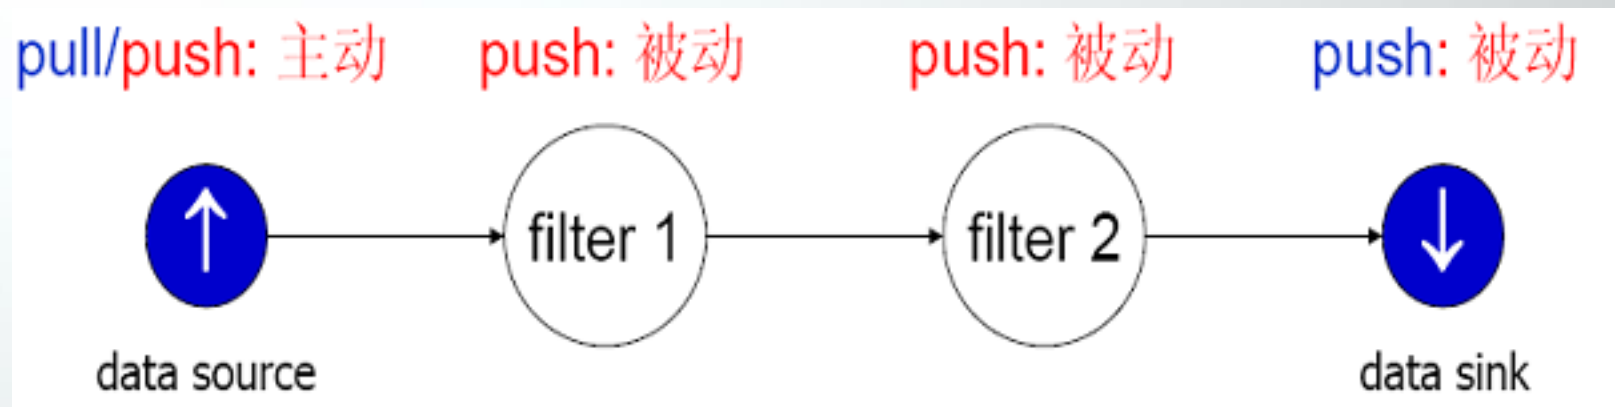 pull/push: 主动 push: 被动 push: 被动 push: 被动
filter 1 filter 2
data source data sink